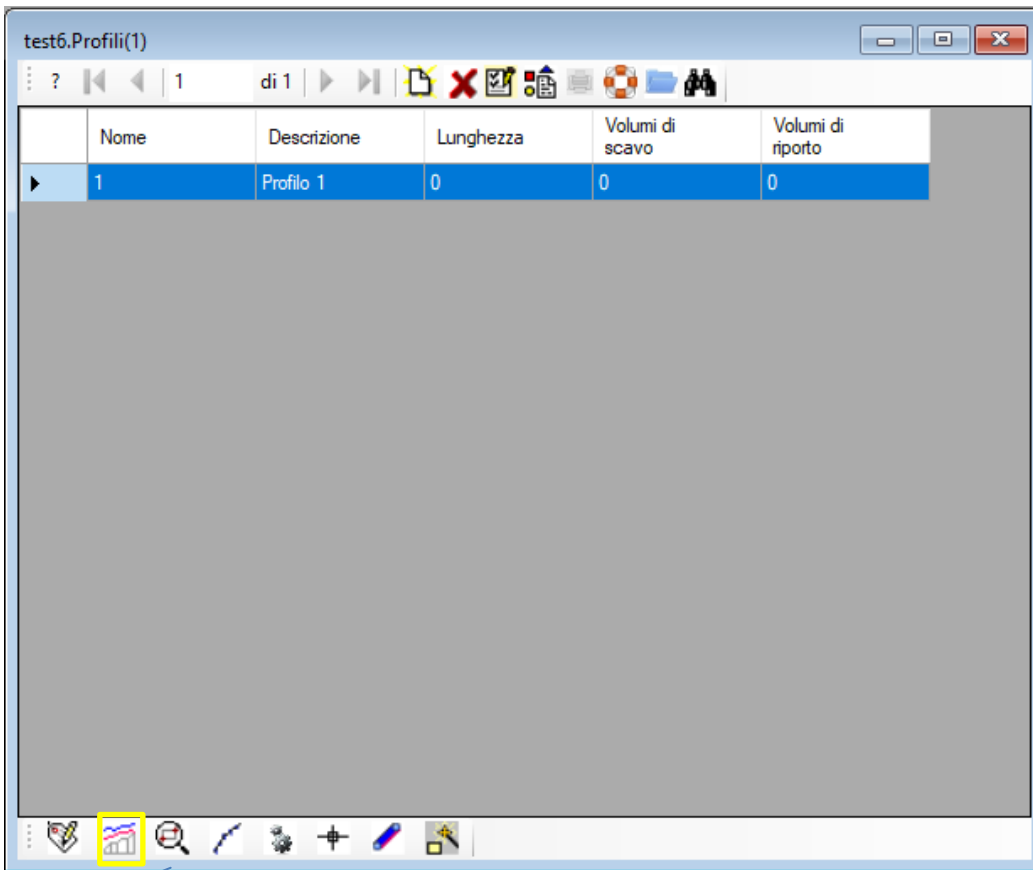 test6.Profili(1)
? 1 di 1
Nome Descrizione Lunghezza Volumi di scavo Volumi di riporto
1 Profilo 1 0 0 0